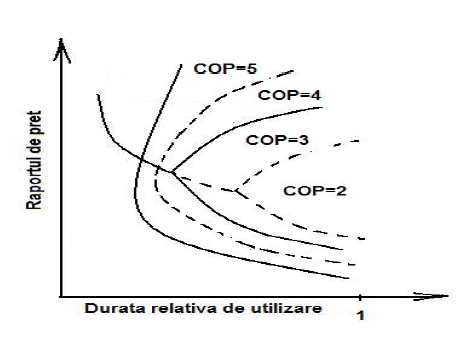 COP=5
COP=4
COP=3
COP=2
Raportul de pret
Durata relativa de utilizare
1